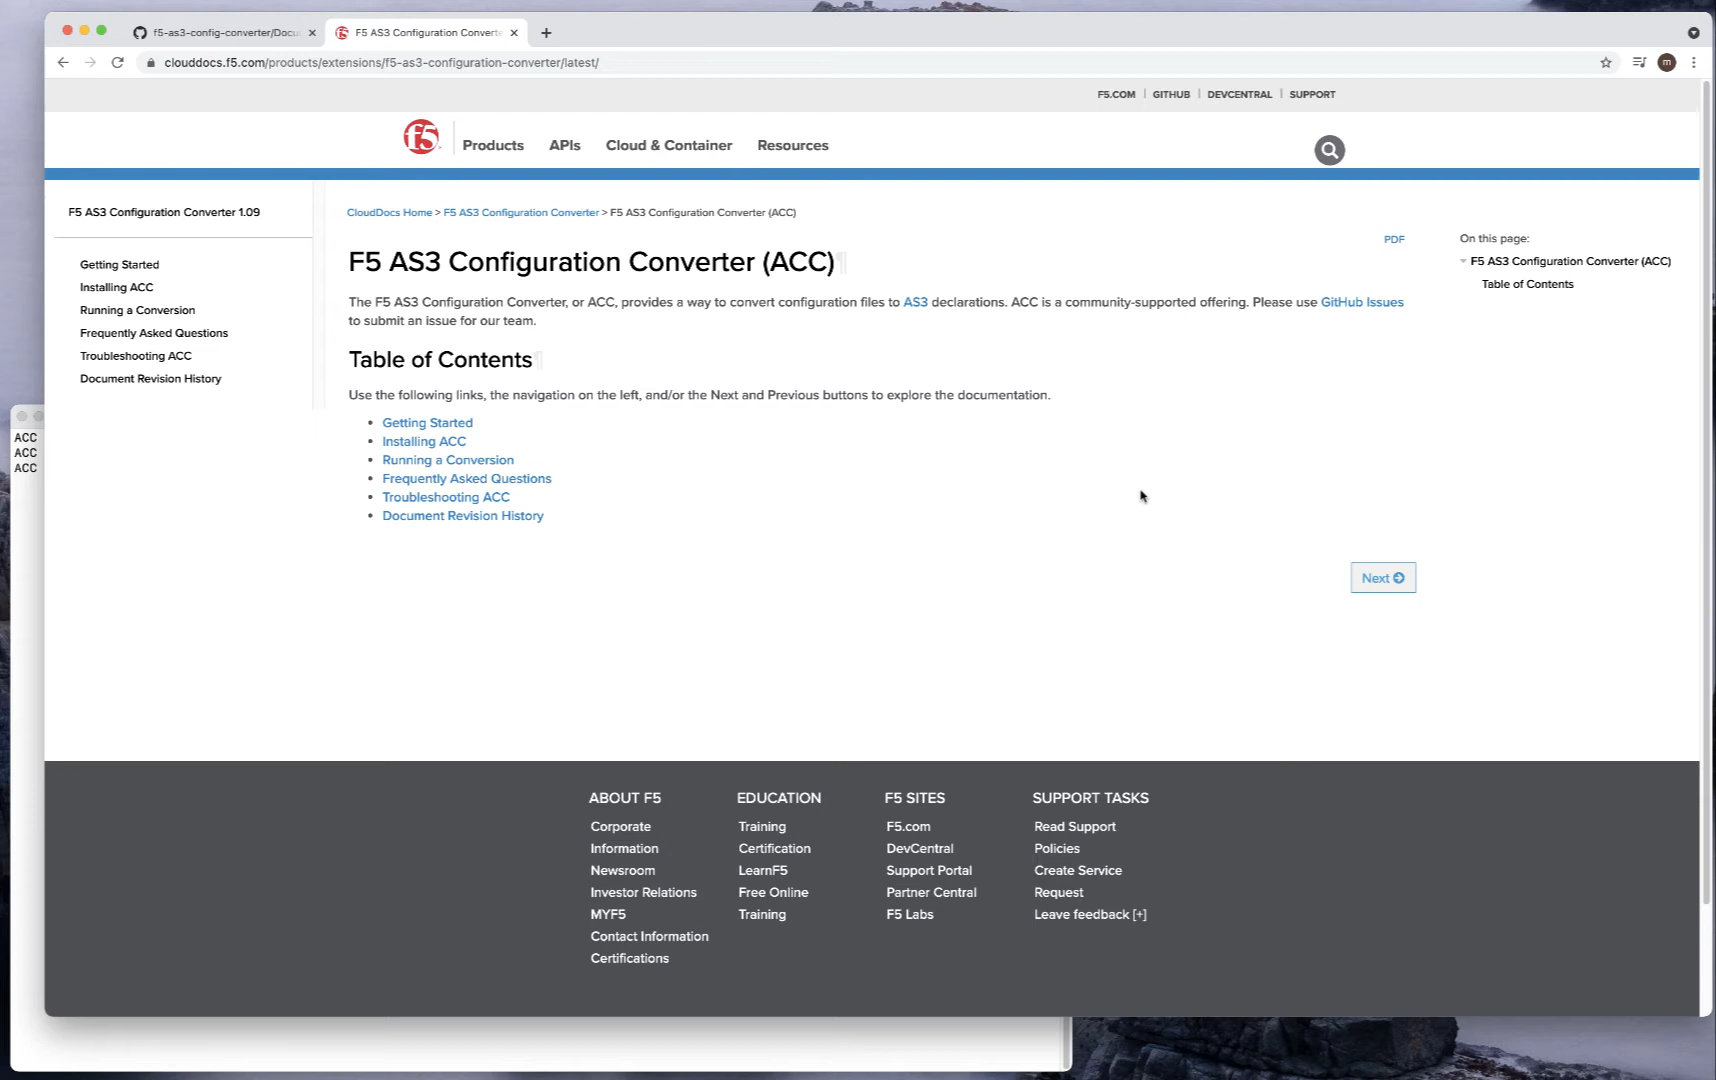 f5-as3-config-converter/Docu
F5 AS3 Configuration Converte
clouddocs.f5.com/products/extensions/f5-as3-configuration-converter/latest/
m
F5.COM | GITHUB | DEVCENTRAL | SUPPORT
f5
Products APIs Cloud & Container Resources
F5 AS3 Configuration Converter 1.09
Getting Started
Installing ACC
Running a Conversion
Frequently Asked Questions
Troubleshooting ACC
Document Revision History
CloudDocs Home > F5 AS3 Configuration Converter > F5 AS3 Configuration Converter (ACC)
PDF
F5 AS3 Configuration Converter (ACC)¶
The F5 AS3 Configuration Converter, or ACC, provides a way to convert configuration files to AS3 declarations. ACC is a community-supported offering. Please use GitHub Issues
to submit an issue for our team.
Table of Contents¶
Use the following links, the navigation on the left, and/or the Next and Previous buttons to explore the documentation.
• Getting Started
• Installing ACC
• Running a Conversion
• Frequently Asked Questions
• Troubleshooting ACC
• Document Revision History
Next
On this page:
F5 AS3 Configuration Converter (ACC)
Table of Contents
ACC
ACC
ACC
ABOUT F5
Corporate
Information
Newsroom
Investor Relations
MYF5
Contact Information
Certifications
EDUCATION
Training
Certification
LearnF5
Free Online
Training
F5 SITES
F5.com
DevCentral
Support Portal
Partner Central
F5 Labs
SUPPORT TASKS
Read Support
Policies
Create Service
Request
Leave feedback [+]